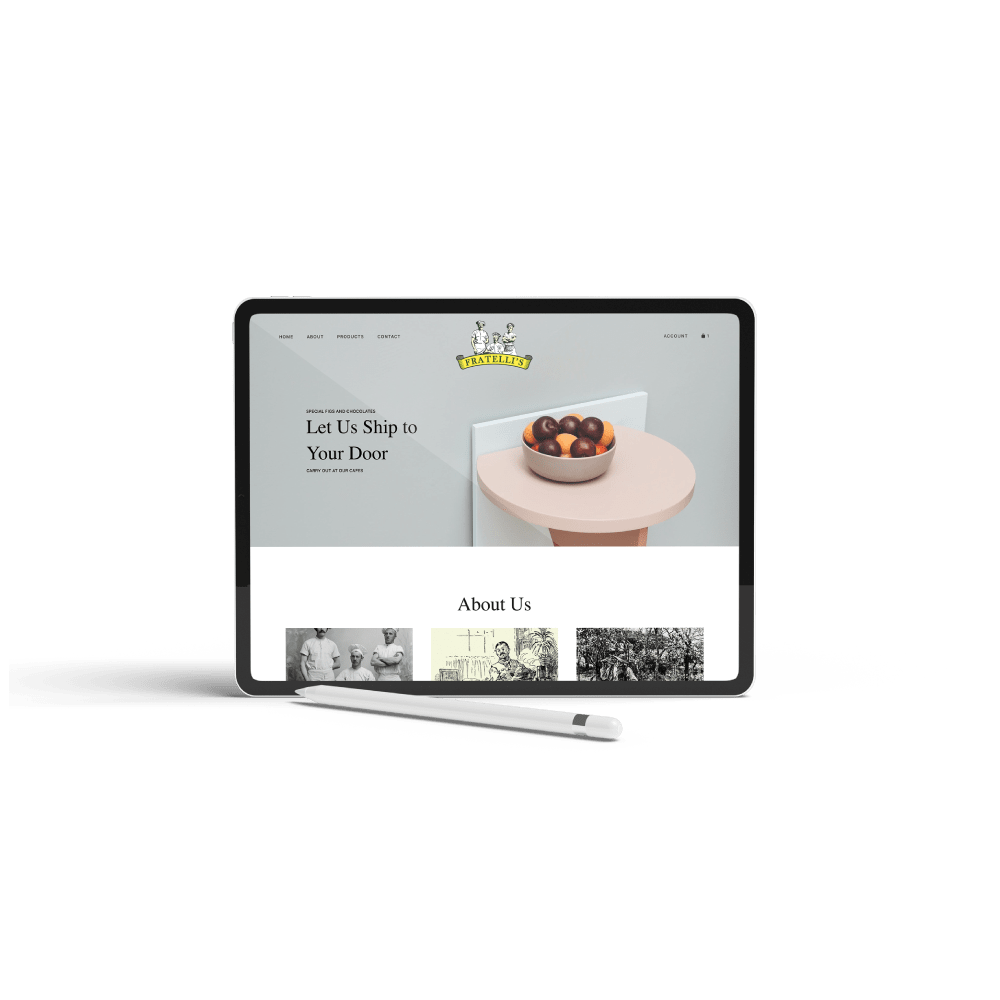 HOME ABOUT PRODUCTS CONTACT
FRATELLI'S
ACCOUNT 1
SPECIAL FIGS AND CHOCOLATES
Let Us Ship to
Your Door
CARRY OUT AT OUR CAFES
About Us